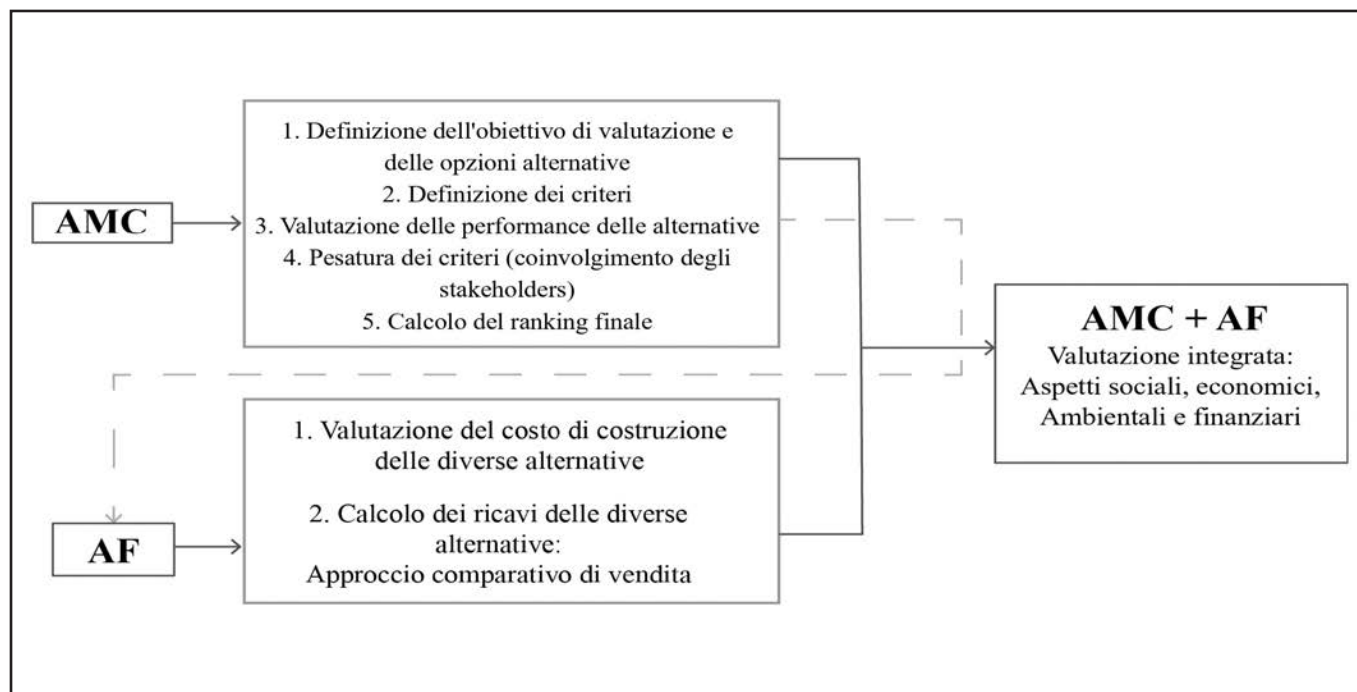 AMC
1. Definizione dell'obiettivo di valutazione e
delle opzioni alternative
2. Definizione dei criteri
3. Valutazione delle performance delle alternative
4. Pesatura dei criteri (coinvolgimento degli
stakeholders)
5. Calcolo del ranking finale
AF
1. Valutazione del costo di costruzione
delle diverse alternative
2. Calcolo dei ricavi delle diverse
alternative:
Approccio comparativo di vendita
AMC + AF
Valutazione integrata:
Aspetti sociali, economici,
Ambientali e finanziari